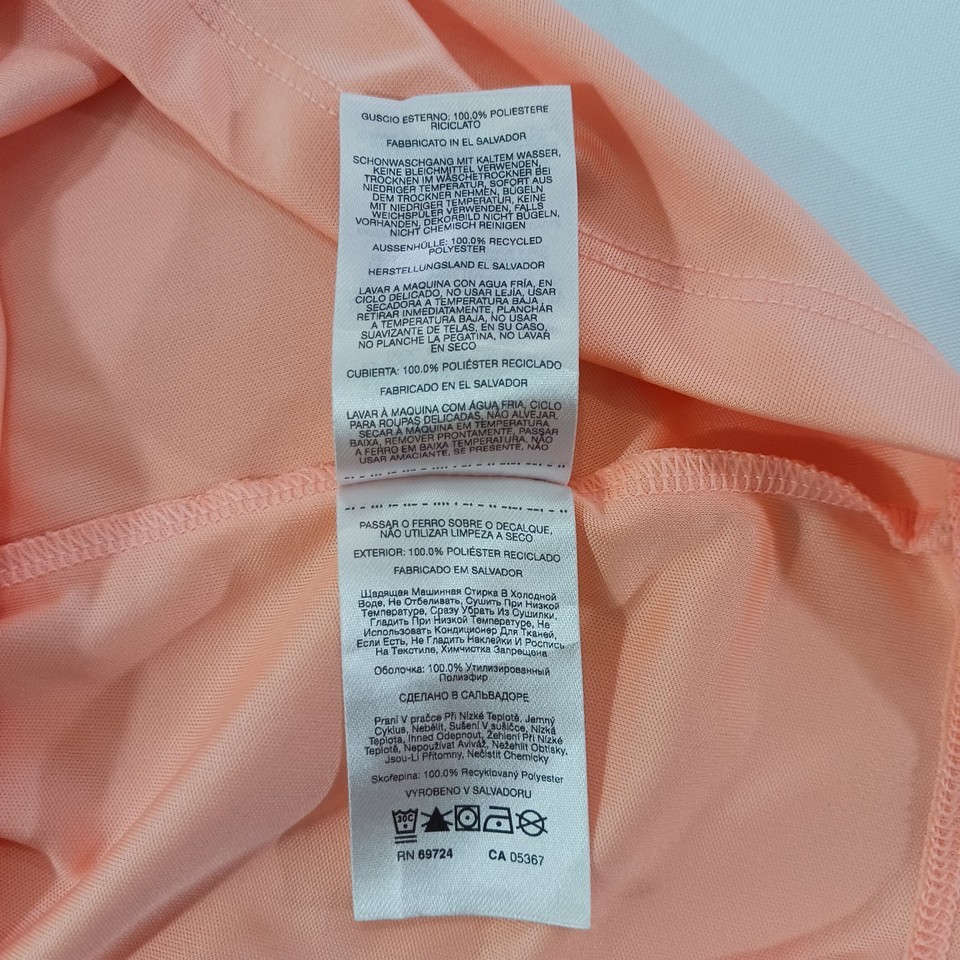 GUSCIO ESTERNO: 100.0% POLIESTERE
RICICLATO
FABBRICATO IN EL SALVADOR
SCHONWASCHGANG MIT KALTEM WASSER,
KEINE BLEICHMITTEL VERWENDEN,
TROCKNEN IM WÄSCHETROCKNER BEI
NIEDRIGER TEMPERATUR, SOFORT AUS
DEM TROCKNER NEHMEN, BÜGELN
MIT NIEDRIGER TEMPERATUR, KEINE
WEICHSPÜLER VERWENDEN, FALLS
VORHANDEN, DEKORBILD NICHT BÜGELN,
NICHT CHEMISCH REINIGEN
AUSSENHÜLLE: 100.0% RECYCLED
POLYESTER
HERSTELLUNGSLAND EL SALVADOR
LAVAR A MAQUINA CON AGUA FRÍA, EN
CICLO DELICADO, NO USAR LEJÍA, USAR
SECADORA A TEMPERATURA BAJA ,
RETIRAR INMEDIATAMENTE, PLANCHÁR
A TEMPERATURA BAJA, NO USAR
SUAVIZANTE DE TELAS, EN SU CASO,
NO PLANCHE LA PEGATINA, NO LAVAR
EN SECO
CUBIERTA: 100.0% POLIÉSTER RECICLADO
FABRICADO EN EL SALVADOR
LAVAR À MAQUINA COM ÁGUA FRIA, CICLO
PARA ROUPAS DELICADAS, NÃO ALVEJAR,
SECAR À MÁQUINA EM TEMPERATURA
BAIXA, REMOVER PRONTAMENTE, PASSAR
A FERRO EM BAIXA TEMPERATURA, NÃO
USAR AMACIANTE, SE PRESENTE, NÃO
PASSAR O FERRO SOBRE O DECALQUE,
NÃO UTILIZAR LIMPEZA A SECO
EXTERIOR: 100.0% POLIÉSTER RECICLADO
FABRICADO EM SALVADOR
Щадящая Машинная Стирка В Холодной
Воде, Не Отбеливать, Сушить При Низкой
Температуре, Сразу Убрать Из Сушилки,
Гладить При Низкой Температуре, Не
Использовать Кондиционер Для Тканей,
Если Есть, Не Гладить Наклейки И Роспись
На Текстиле, Химчистка Запрещена
Оболочка: 100.0% Утилизированный
Полиэфир
СДЕЛАНО В САЛЬВАДОРЕ
Praní V pračce Při Nízké Teplotě, Jemný
Cyklus, Nebělit, Sušení V sušičce, Nízká
Teplota, Ihned Odepnout, Žehlení Při Nízké
Teplotě, Nepoužívat Aviváž, Nežehlit Obtisky,
Jsou-Li Přítomny, Nečistit Chemicky
Skořepina: 100.0% Recyklovaný Polyester
VYROBENO V SALVADORU
30C
RN 69724 CA 05367